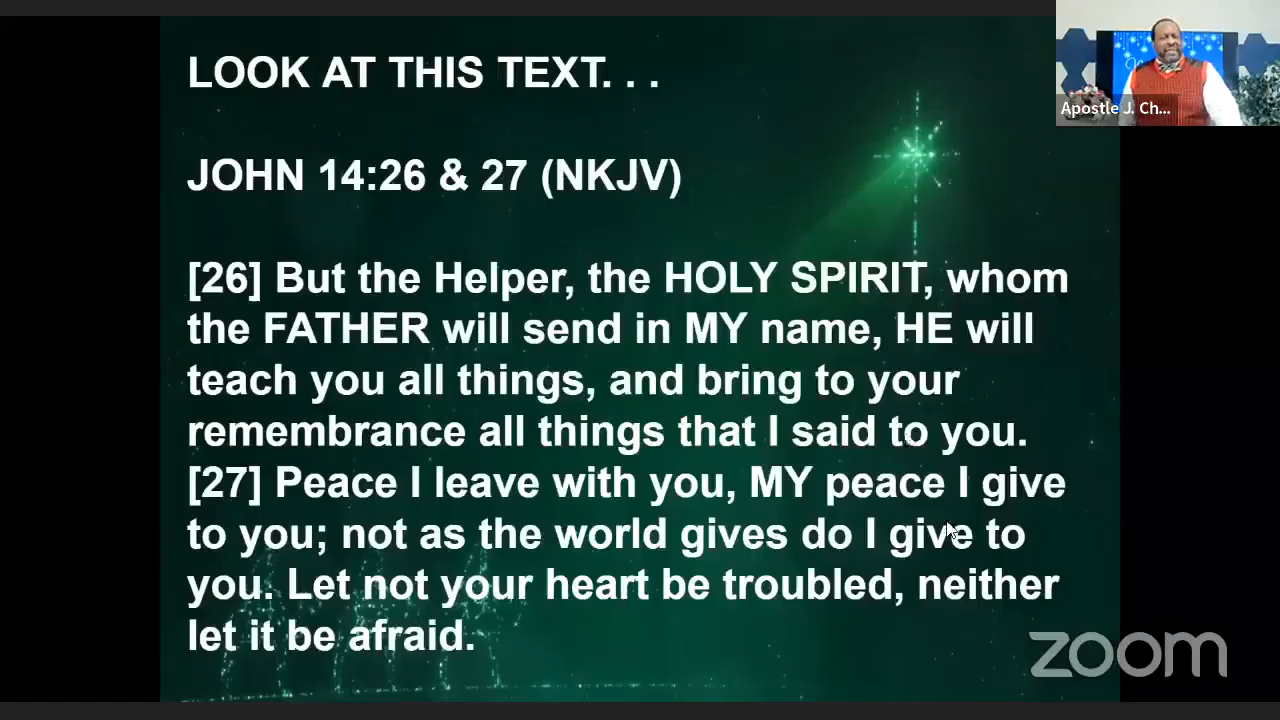 LOOK AT THIS TEXT. . .
JOHN 14:26 & 27 (NKJV)
[26] But the Helper, the HOLY SPIRIT, whom
the FATHER will send in MY name, HE will
teach you all things, and bring to your
remembrance all things that I said to you.
[27] Peace I leave with you, MY peace I give
to you; not as the world gives do I give to
you. Let not your heart be troubled, neither
let it be afraid.
Apostle J. Ch...
zoom